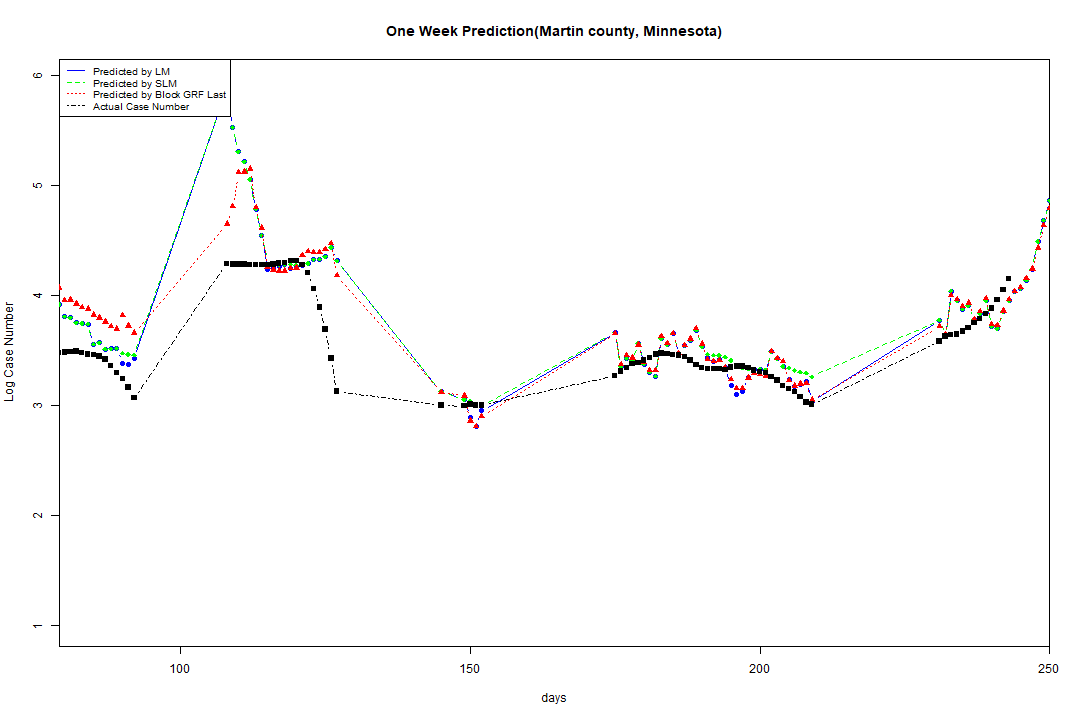 One Week Prediction(Martin county, Minnesota)
Predicted by LM
Predicted by SLM
Predicted by Block GRF Last
Actual Case Number
6
5
4
3
2
1
Log Case Number
100 150 200 250
days